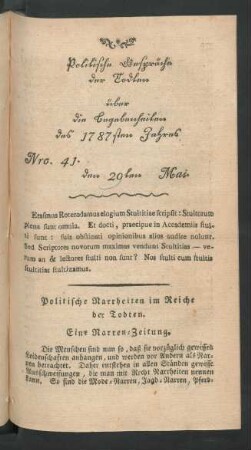 Politische Gespräche
der Todten
über
die Begebenheiten
des 1787sten Jahres
Nro. 41.
den 29ten Mai.
Erasmus Roterodamus elogium Stultitiae scripsit: Stultorum
plena sunt omnia. Et docti, praecipue in Academiis stul-
ti sunt: suis obstinati opinionibus alios audire nolunt.
Sed Scriptores novorum maximas vendunt Stultitias — ve-
rum an & lectores stulti non sunt? Nos stulti cum stultis
stultitias stultizamus.
Politische Narrheiten im Reiche
der Todten.
Eine Narren-Zeitung.
Die Menschen sind nun so, daß sie vorzüglich gewissen
Leidenschaften anhangen, und werden vor Andern als Nar-
ren betrachtet. Daher entstehen in allen Ständen gewisse
Ausschweifungen, die man mit Recht Narrheiten nennen
kann. So sind die Mode-Narren, Jagd-Narren, Pferd-